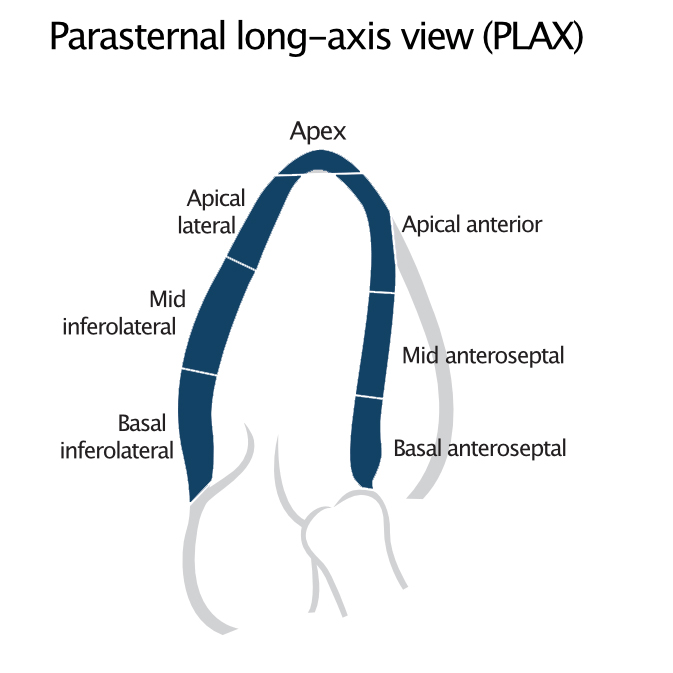 Parasternal long-axis view (PLAX)
Apex
Apical
lateral
Apical anterior
Mid
inferolateral
Mid anteroseptal
Basal
inferolateral
Basal anteroseptal